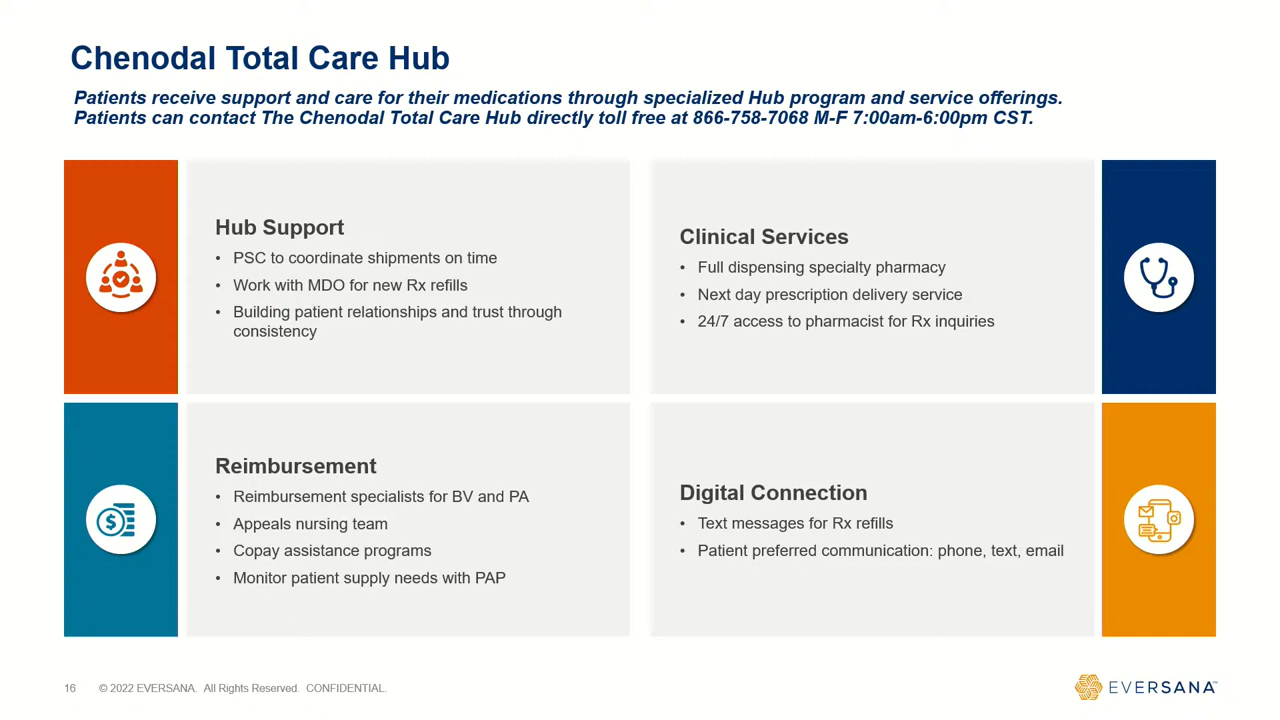 Chenodal Total Care Hub
Patients receive support and care for their medications through specialized Hub program and service offerings.
Patients can contact The Chenodal Total Care Hub directly toll free at 866-758-7068 M-F 7:00am-6:00pm CST.
Hub Support
• PSC to coordinate shipments on time
• Work with MDO for new Rx refills
• Building patient relationships and trust through
consistency
Clinical Services
• Full dispensing specialty pharmacy
• Next day prescription delivery service
• 24/7 access to pharmacist for Rx inquiries
Reimbursement
• Reimbursement specialists for BV and PA
• Appeals nursing team
• Copay assistance programs
• Monitor patient supply needs with PAP
Digital Connection
• Text messages for Rx refills
• Patient preferred communication: phone, text, email
16 © 2022 EVERSANA. All Rights Reserved. CONFIDENTIAL.
EVERSANA™